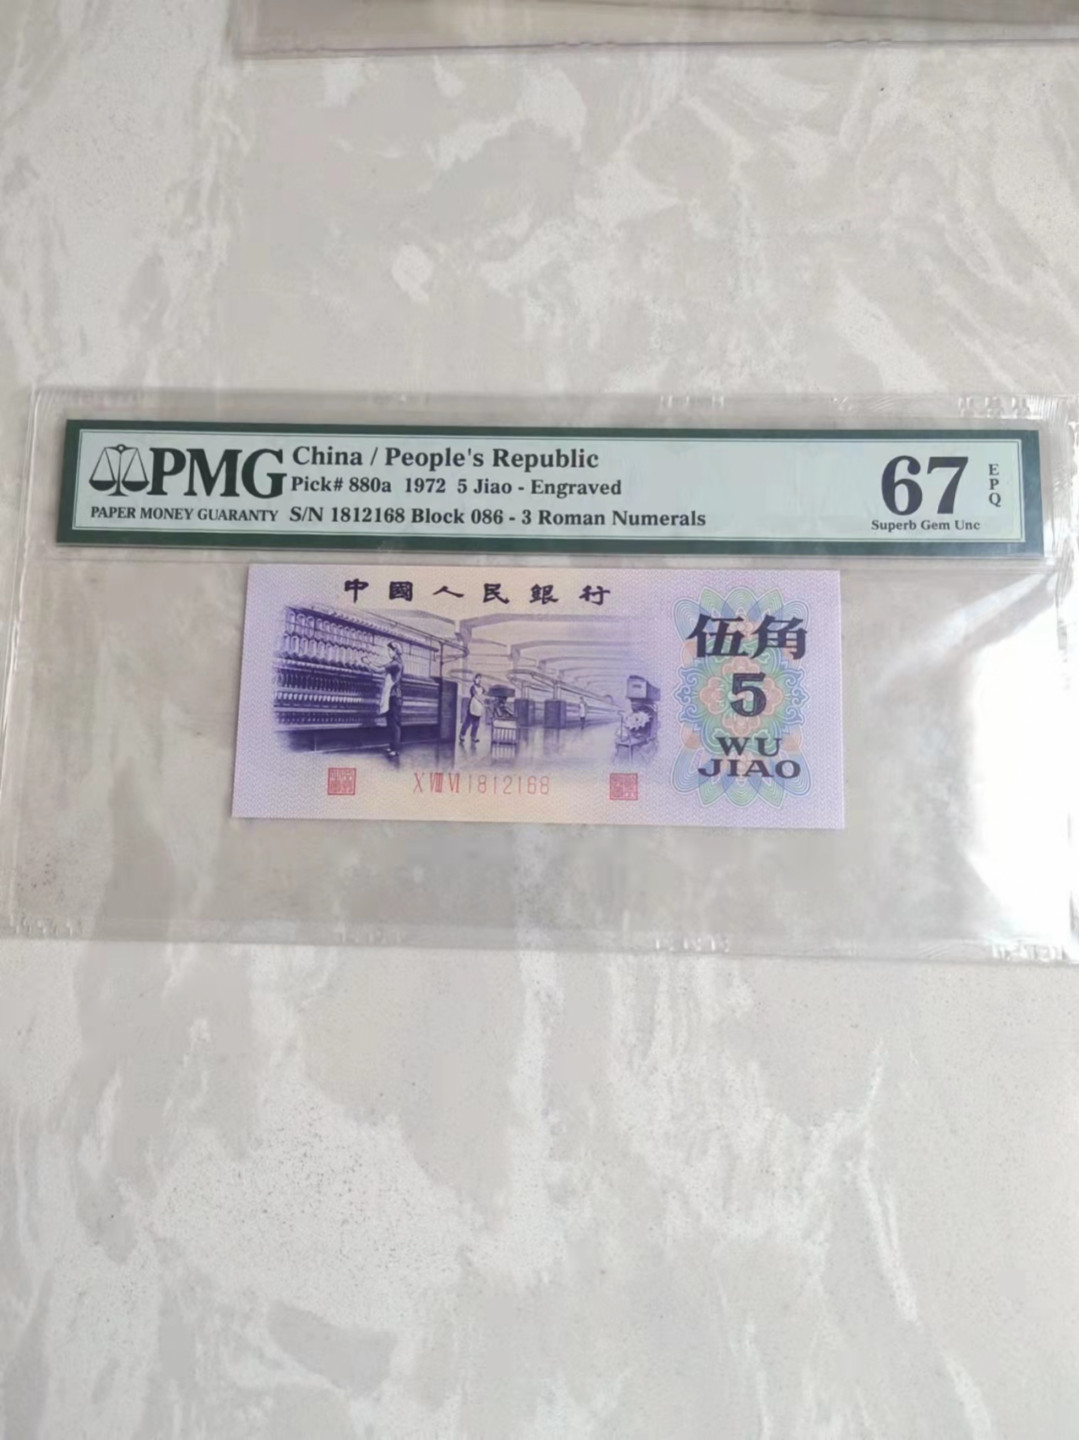 PMG
PAPER MONEY GUARANTY
China / People's Republic
Pick# 880a 1972 5 Jiao - Engraved
S/N 1812168 Block 086 - 3 Roman Numerals
67
EPQ
Superb Gem Unc
中國人民銀行
伍角
5
WU
JIAO
X VIII VI 1812168